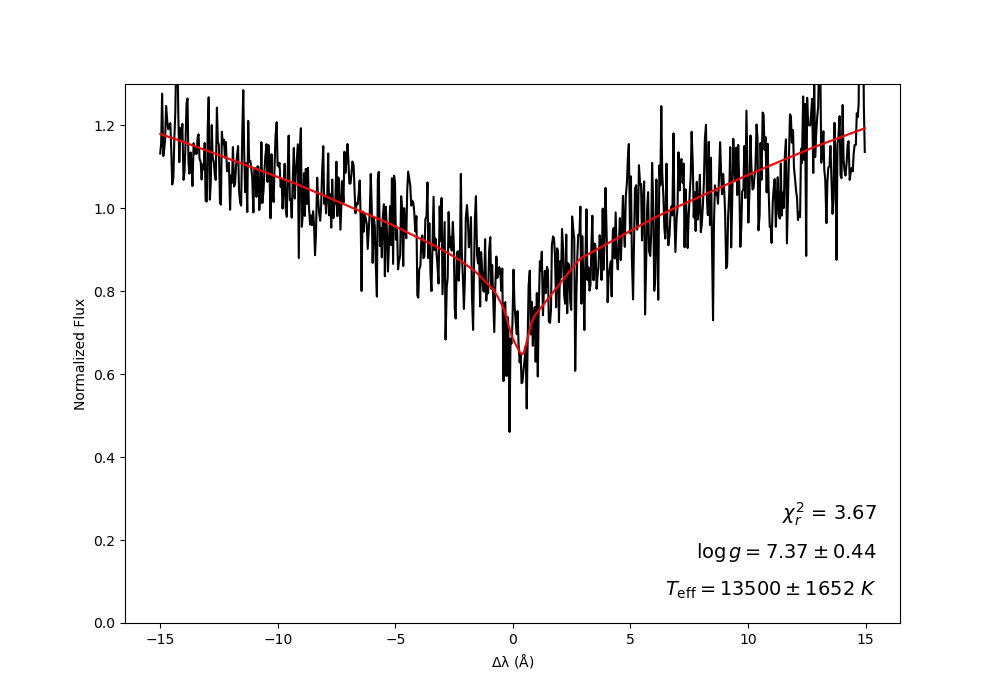 1.2
1.0
0.8
0.6
0.4
0.2
0.0
Normalized Flux
χ²ᵣ = 3.67
log g = 7.37 ± 0.44
T_eff = 13500 ± 1652 K
−15 −10 −5 0 5 10 15
Δλ (Å)